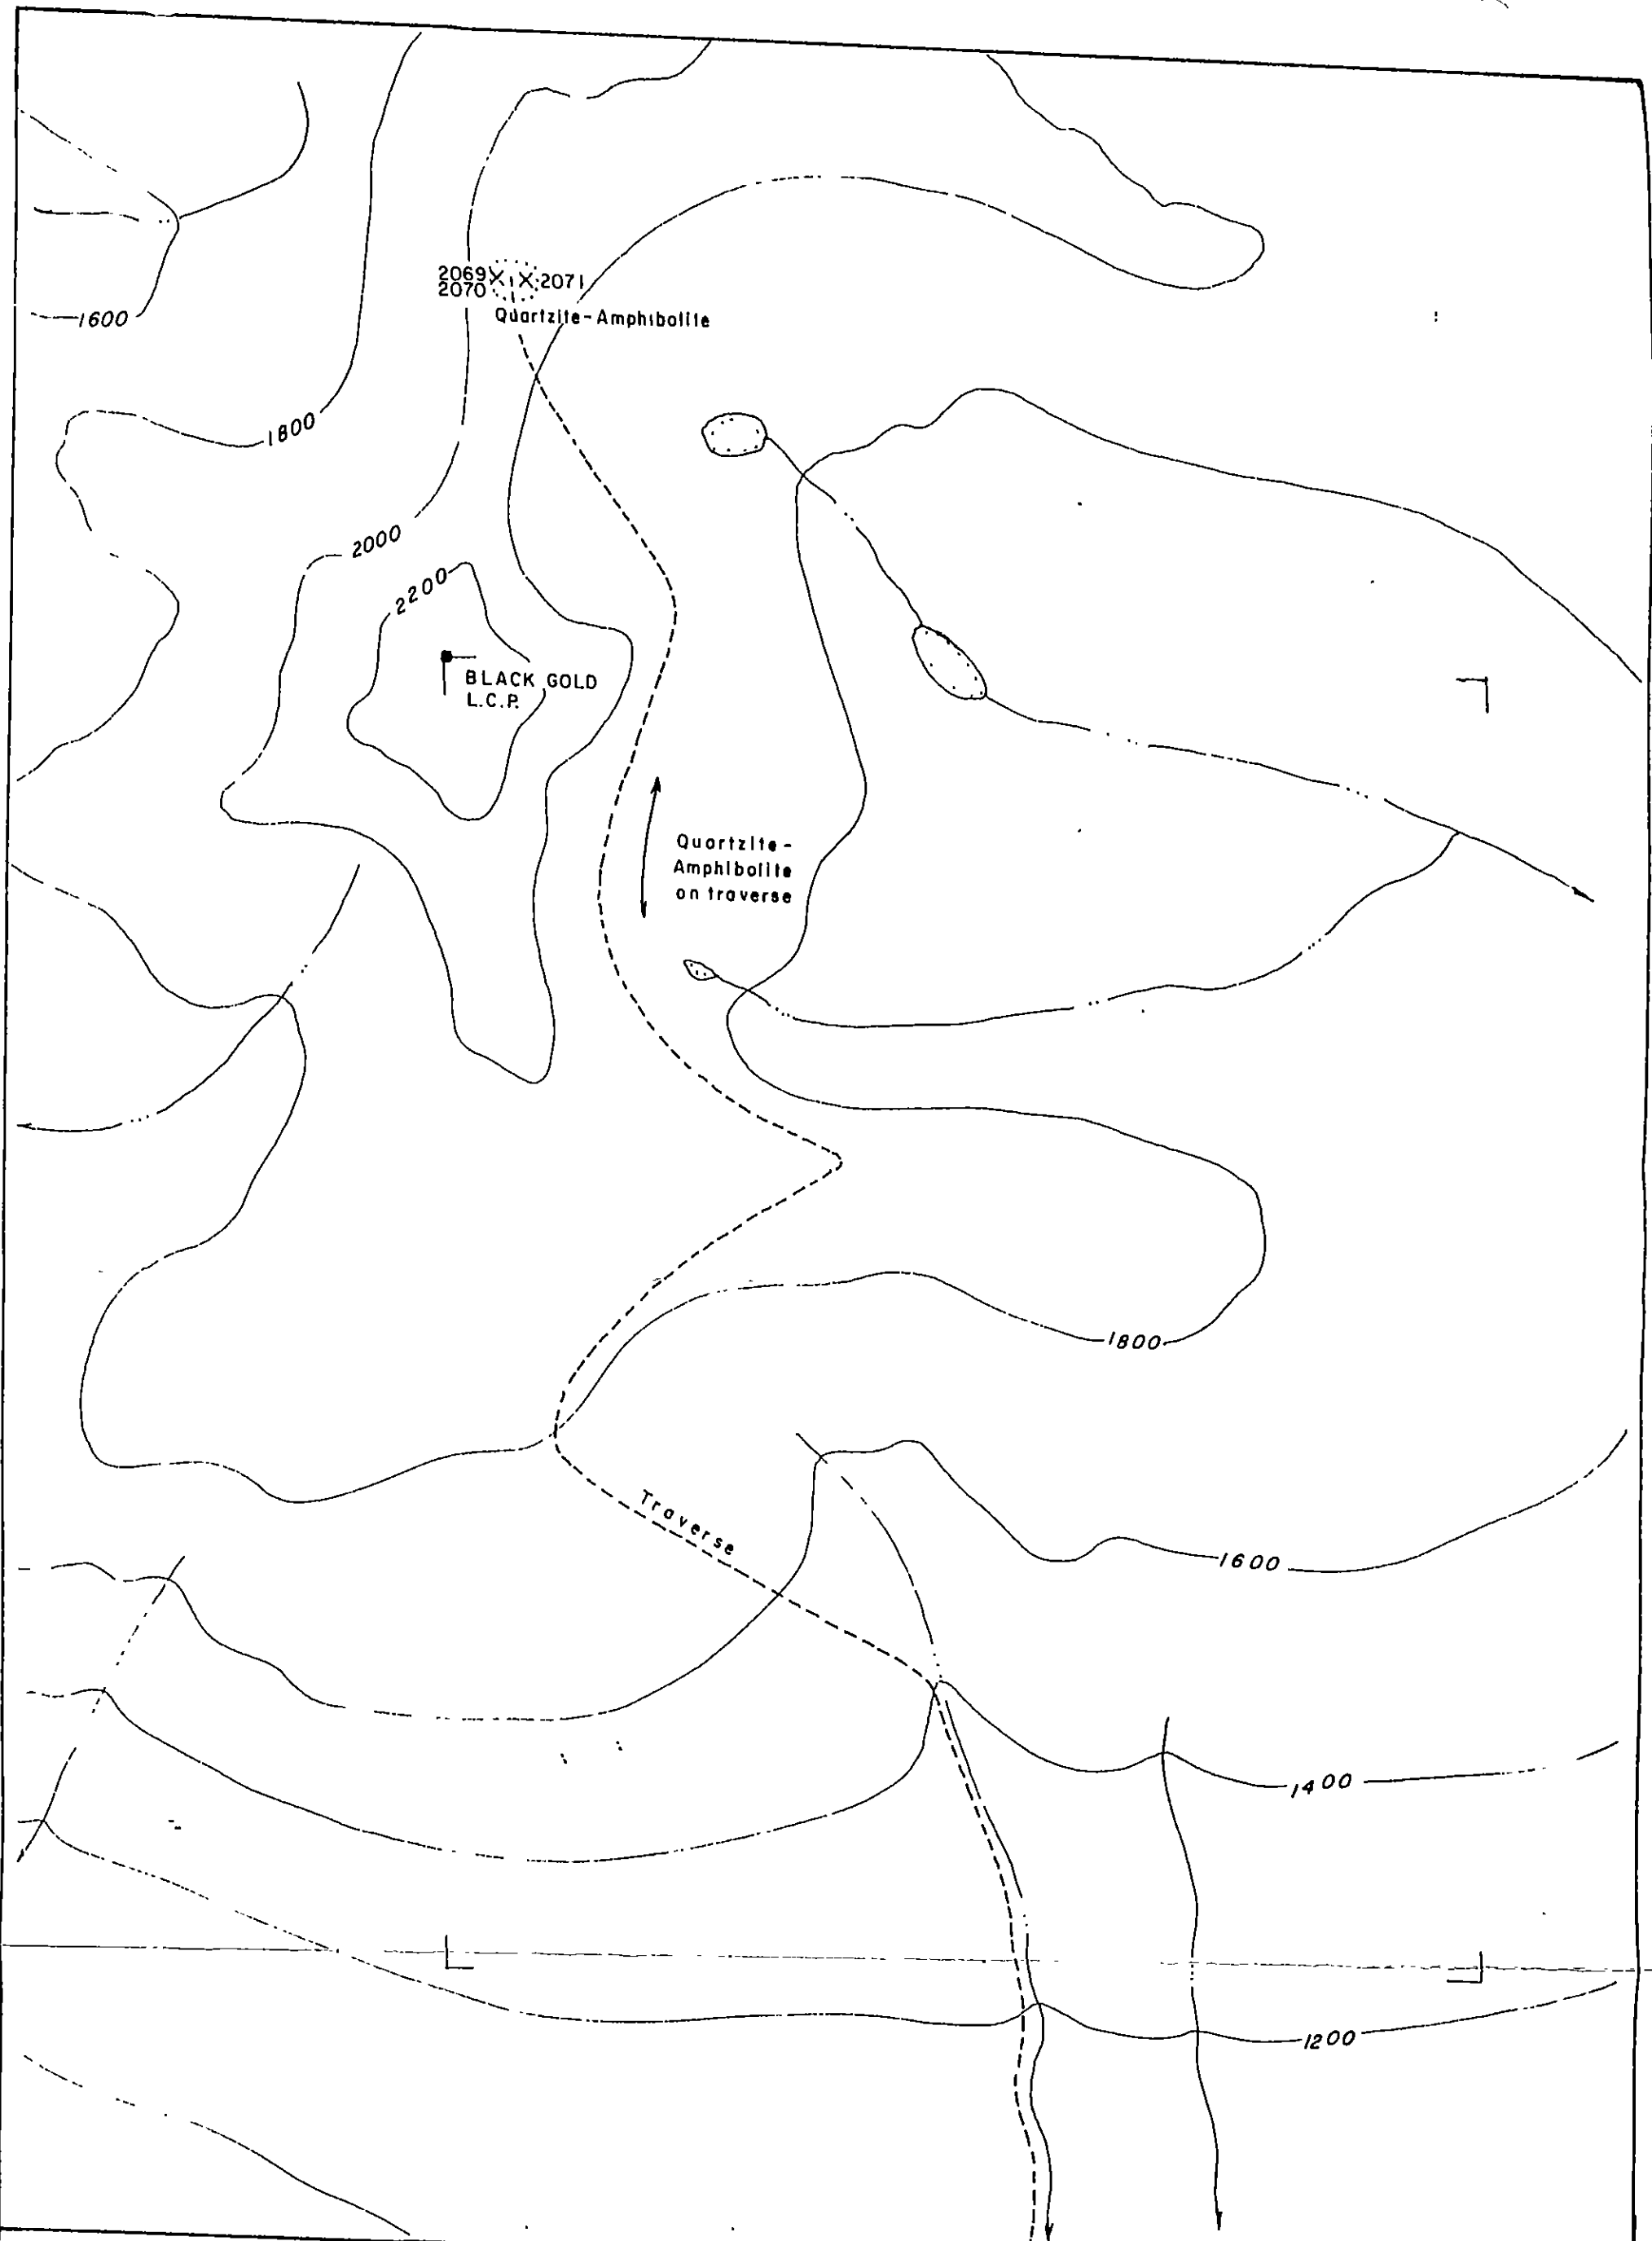 2069 X X 2071
2070
Quartzite-Amphibolite
1600
1800
2000
2200
BLACK GOLD
L.C.P.
Quartzite-
Amphibolite
on traverse
1800
Traverse
1600
1400
1200